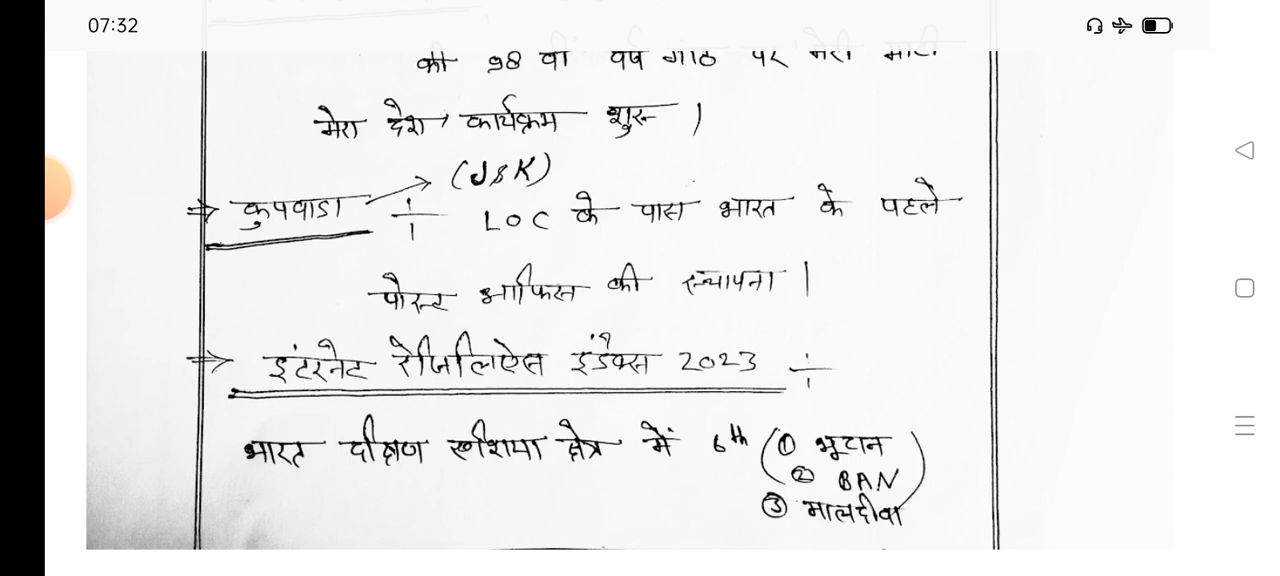 07:32
की 98 वी वर्ष गाठ पर मेरी माटी
मेरा देश, कार्यक्रम शुरू |
(J&K)
⇒ कुपवाडा → ÷ LOC के पास भारत के पहले
पोस्ट आफिस की स्थापना |
⇒ इंटरनेट रेजिलिऐंस इंडेक्स 2023 ÷
भारत दक्षिण एशिया क्षेत्र में 6th (① भूटान
② BAN)
③ मालदीवा